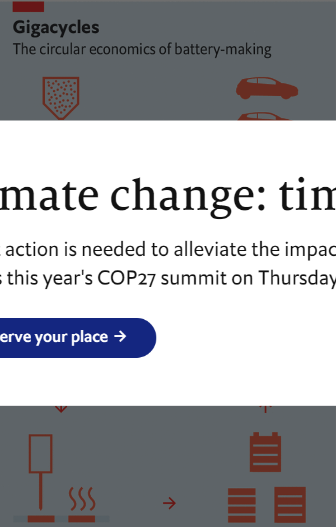 Gigacycles
The circular economics of battery-making
mate change: tim
action is needed to alleviate the impac
s this year's COP27 summit on Thursday
erve your place →